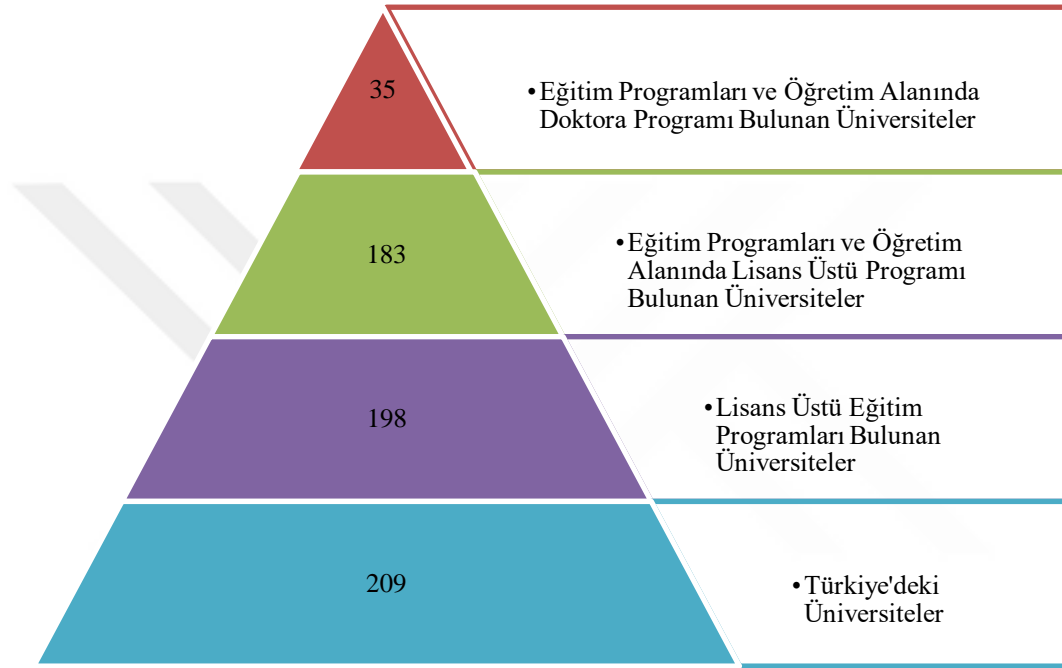 35
•Eğitim Programları ve Öğretim Alanında
Doktora Programı Bulunan Üniversiteler
183
•Eğitim Programları ve Öğretim
Alanında Lisans Üstü Programı
Bulunan Üniversiteler
198
•Lisans Üstü Eğitim
Programları Bulunan
Üniversiteler
209
•Türkiye'deki
Üniversiteler